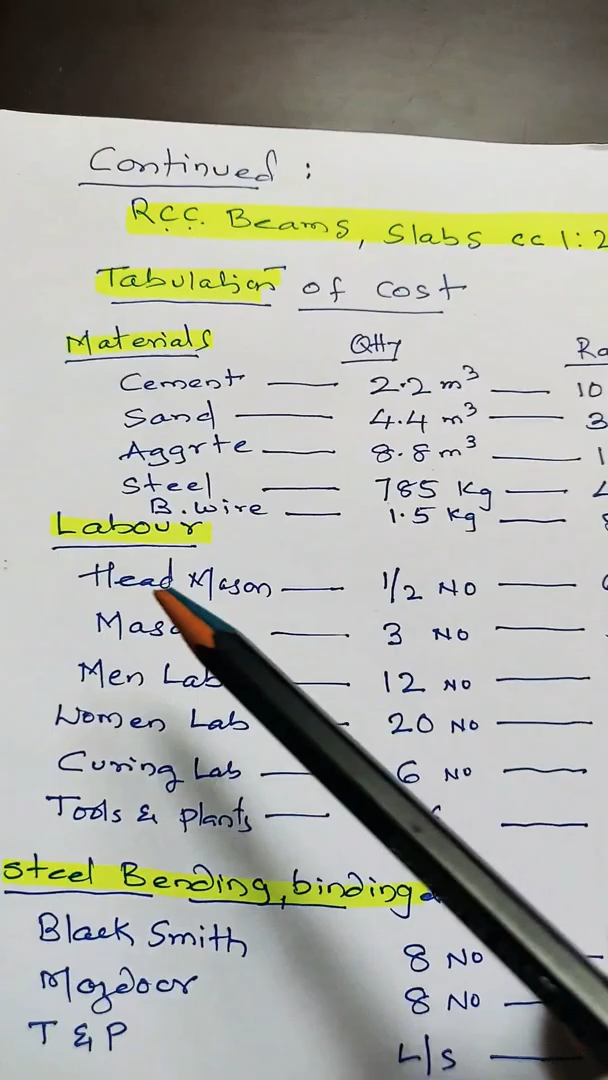 Continued :
R.C.C. Beams, Slabs cc 1:2
Tabulation of cost
Materials Qtty Ra
Cement — 2.2 m³ — 10
Sand — 4.4 m³ — 3
Aggrte — 8.8 m³ — 1
Steel — 785 Kg —
B.wire — 1.5 Kg —
Labour
Head Mason — 1/2 NO —
— 3 NO —
Men Lab — 12 NO —
Women Lab — 20 NO —
Curing Lab — 6 NO —
Tools & plants — —
Steel Bending, binding
Black Smith 8 NO —
Mazdoor 8 NO —
T & P L/S —